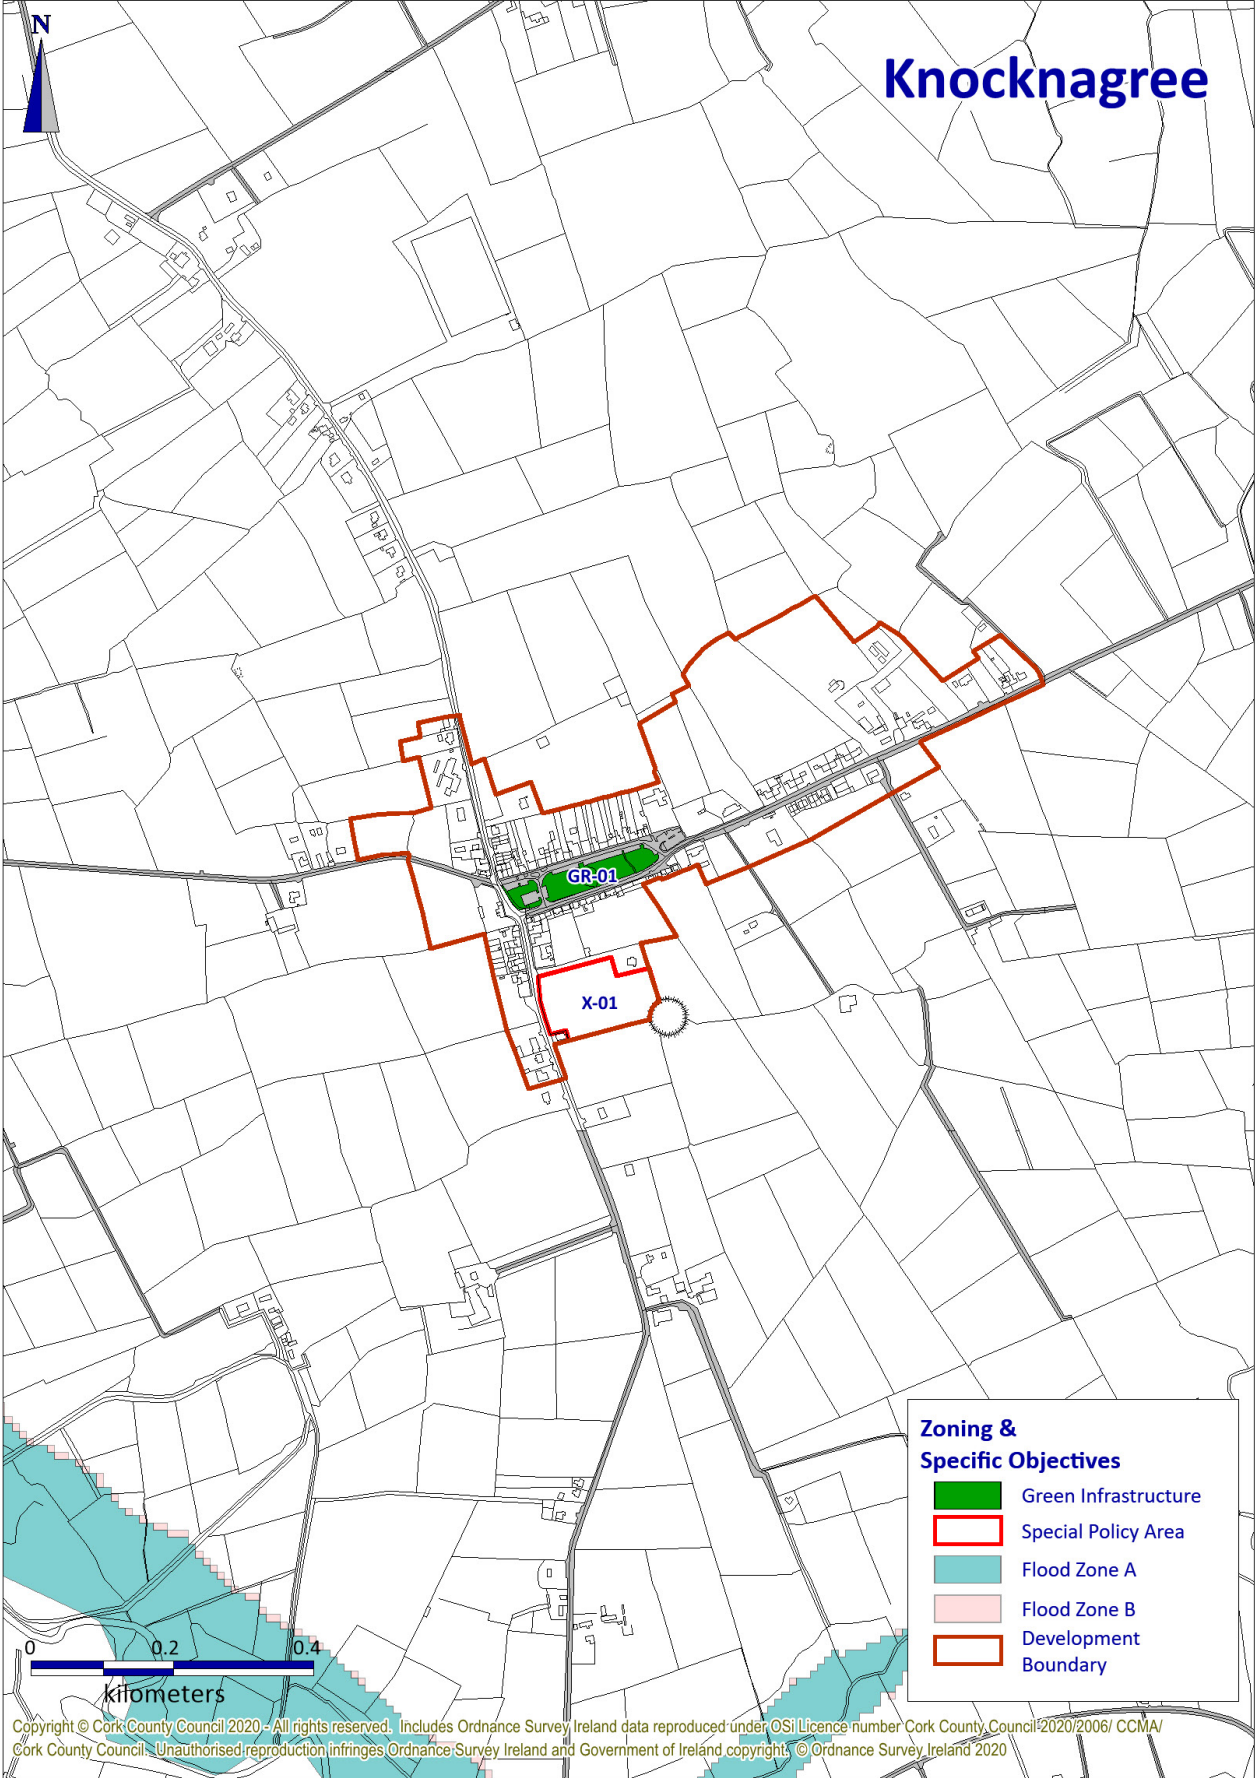 N
Knocknagree
GR-01
X-01
Zoning &
Specific Objectives
Green Infrastructure
Special Policy Area
Flood Zone A
Flood Zone B
Development
Boundary
0 0.2 0.4
kilometers
Copyright © Cork County Council 2020 - All rights reserved. Includes Ordnance Survey Ireland data reproduced under OSi Licence number Cork County Council 2020/2006/ CCMA/
Cork County Council. Unauthorised reproduction infringes Ordnance Survey Ireland and Government of Ireland copyright. © Ordnance Survey Ireland 2020